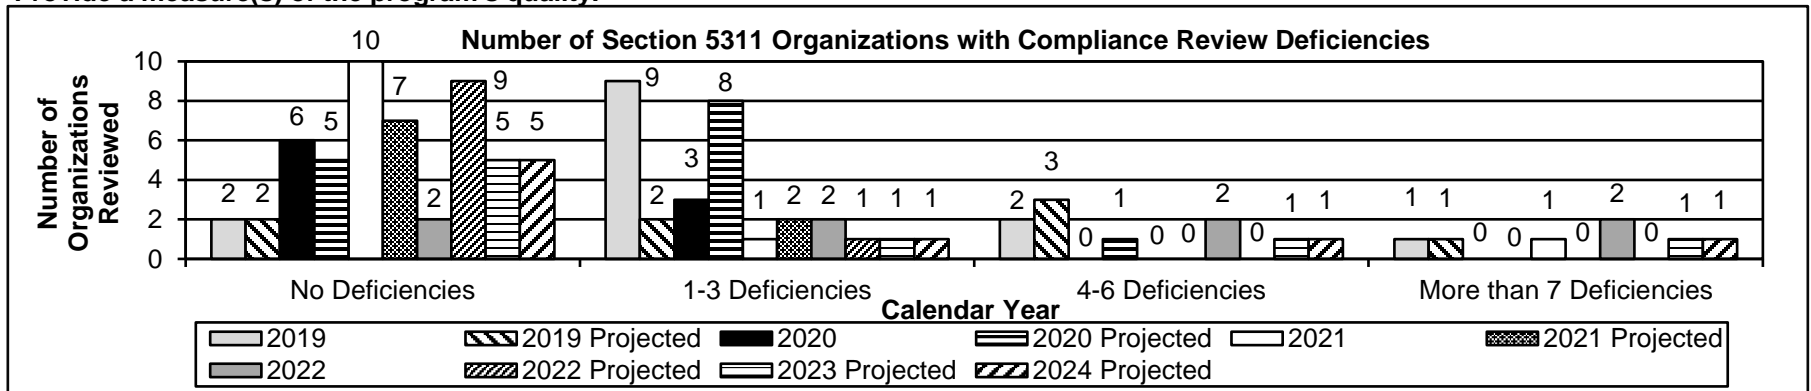 Provide a measure(s) of the program's quality.
Number of Section 5311 Organizations with Compliance Review Deficiencies
Number of
Organizations
Reviewed
10
8
6
4
2
0
2 2 6 5 10 7 2 9 5 5
9 2 3 8 1 2 2 1 1 1
2 3 0 1 0 0 2 0 1 1
1 1 0 0 1 0 2 0 1 1
No Deficiencies 1-3 Deficiencies 4-6 Deficiencies More than 7 Deficiencies
Calendar Year
2019 2019 Projected 2020 2020 Projected 2021 2021 Projected
2022 2022 Projected 2023 Projected 2024 Projected